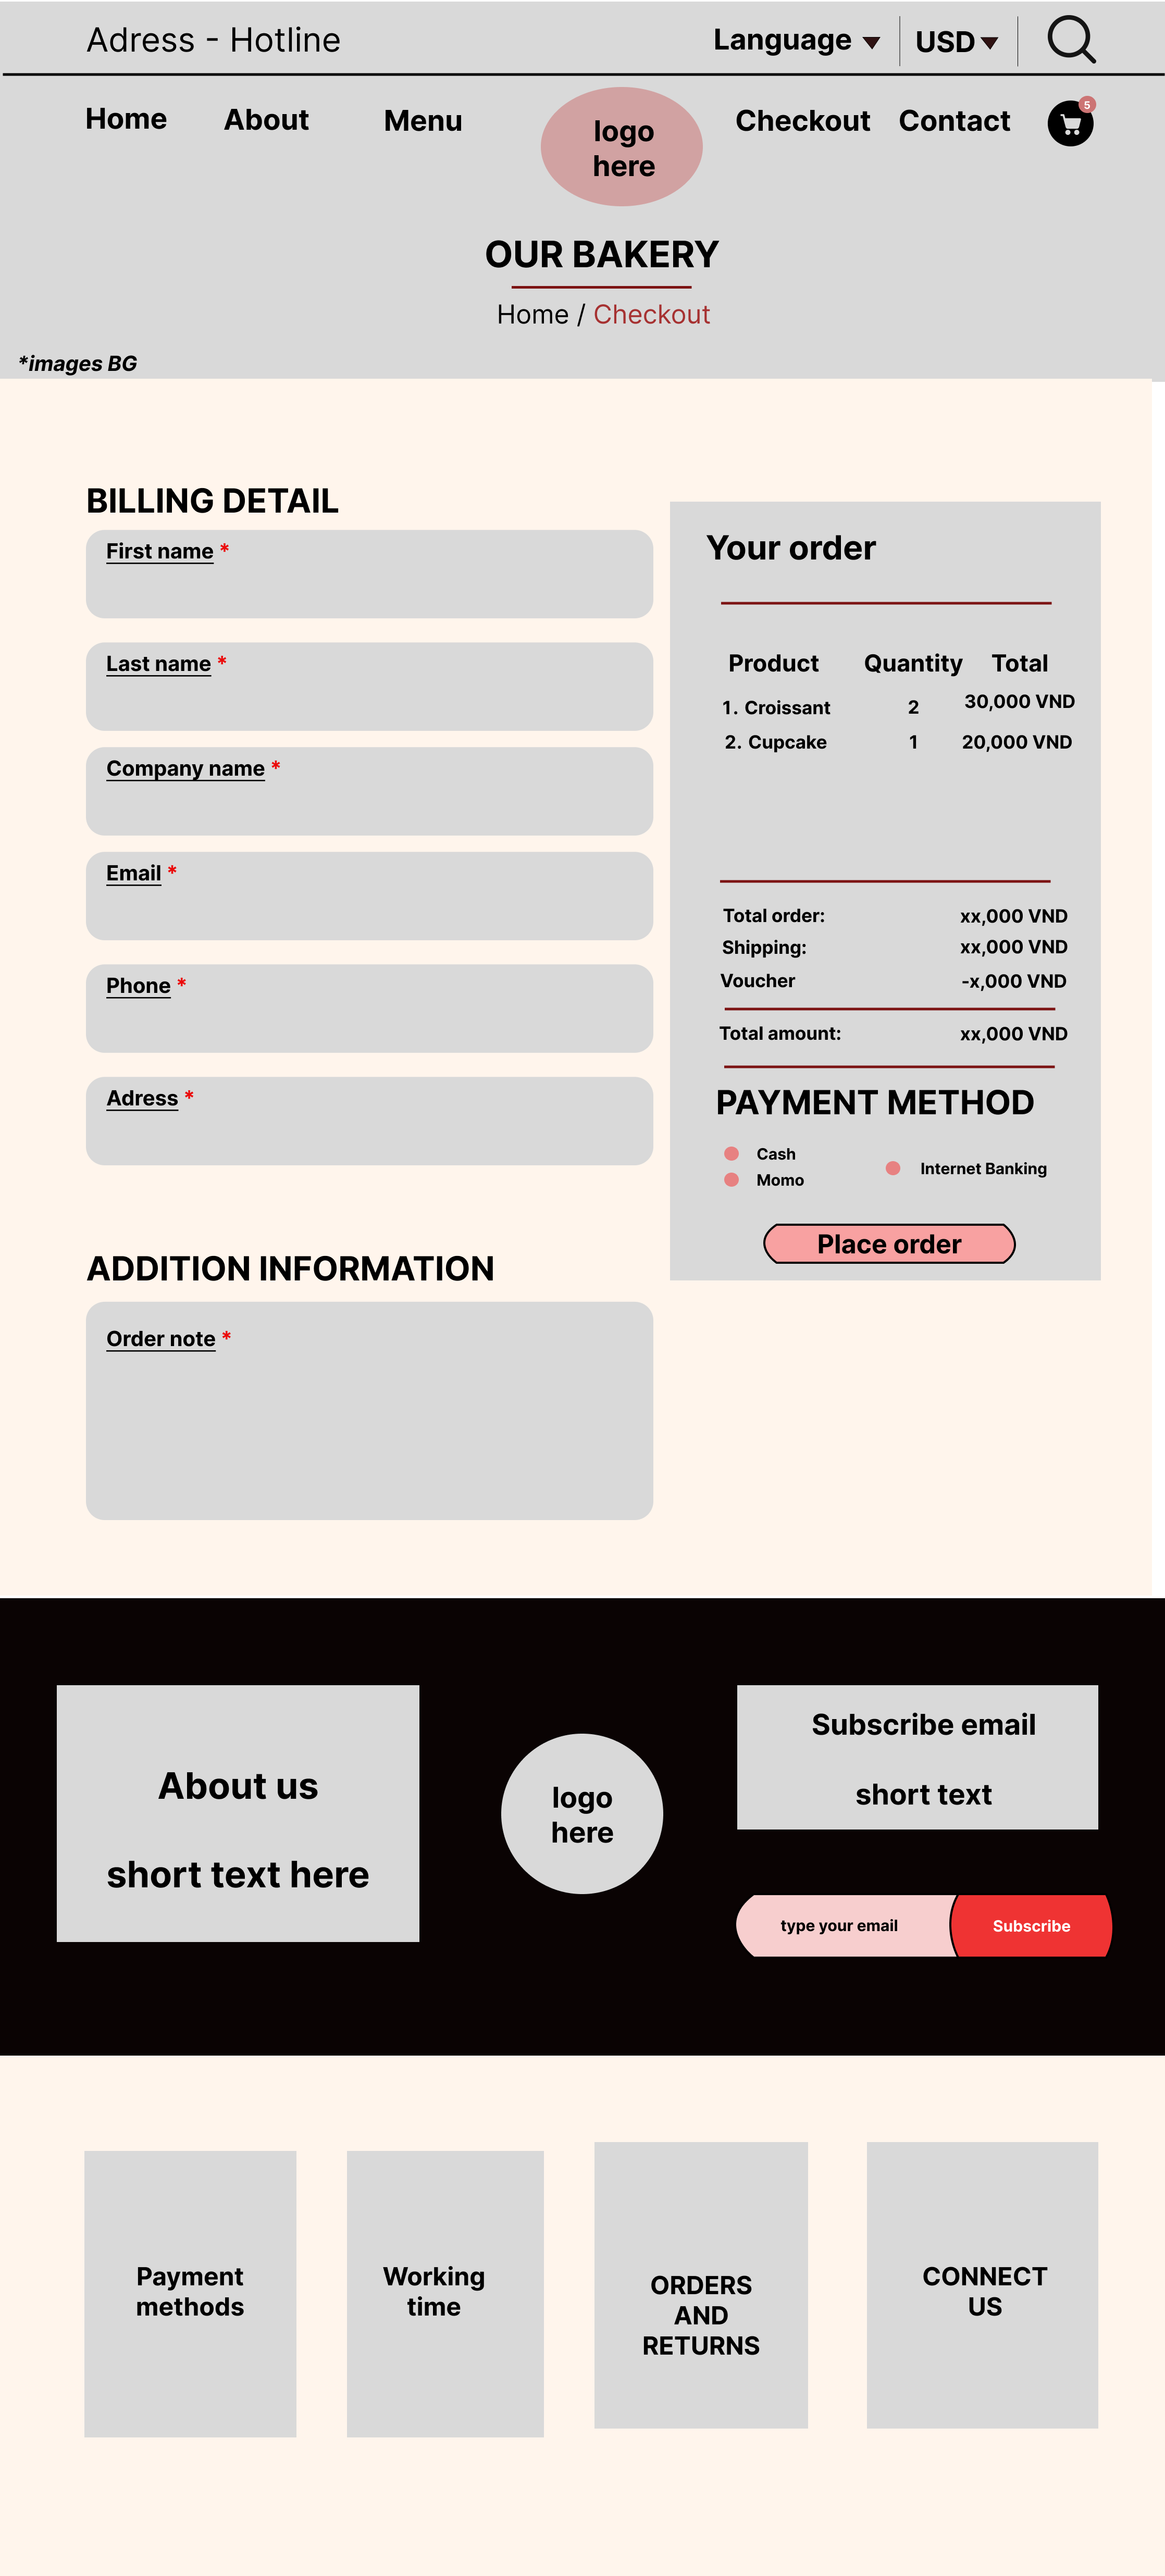 Adress - Hotline
Language
USD
Home
About
Menu
logo
here
Checkout
Contact
5
OUR BAKERY
Home / Checkout
*images BG
BILLING DETAIL
First name *
Last name *
Company name *
Email *
Phone *
Adress *
ADDITION INFORMATION
Order note *
Your order
Product Quantity Total
1. Croissant 2 30,000 VND
2. Cupcake 1 20,000 VND
Total order: xx,000 VND
Shipping: xx,000 VND
Voucher -x,000 VND
Total amount: xx,000 VND
PAYMENT METHOD
Cash
Momo
Internet Banking
Place order
About us
short text here
logo
here
Subscribe email
short text
type your email
Subscribe
Payment
methods
Working
time
ORDERS
AND
RETURNS
CONNECT
US